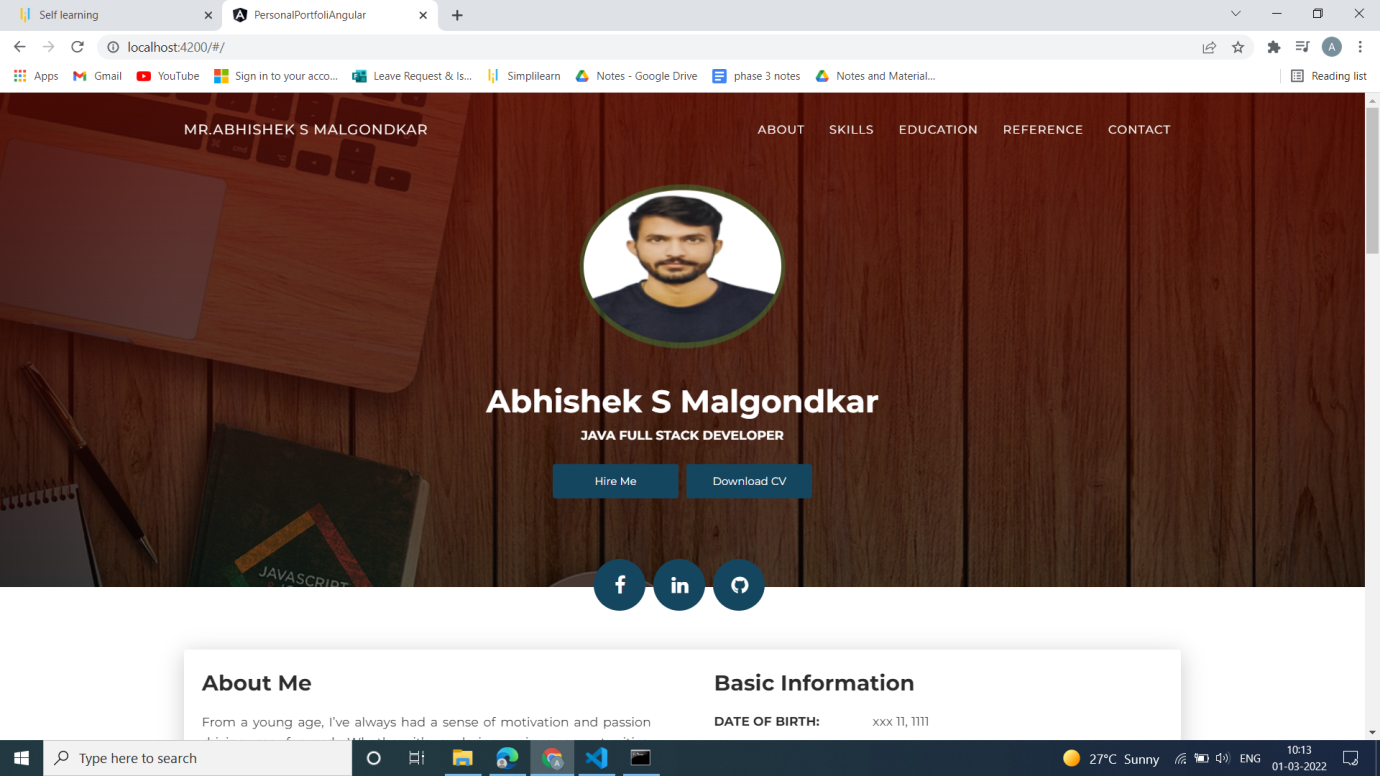 Self learning
PersonalPortfoliAngular
localhost:4200/#/
A
Apps
Gmail
YouTube
Sign in to your acco...
Leave Request & Is...
Simplilearn
Notes - Google Drive
phase 3 notes
Notes and Material...
Reading list
MR.ABHISHEK S MALGONDKAR
ABOUT
SKILLS
EDUCATION
REFERENCE
CONTACT
Abhishek S Malgondkar
JAVA FULL STACK DEVELOPER
Hire Me
Download CV
JAVASCRIPT
About Me
From a young age, I've always had a sense of motivation and passion
Basic Information
DATE OF BIRTH:
xxx 11, 1111
Type here to search
27°C Sunny
ENG
10:13
01-03-2022